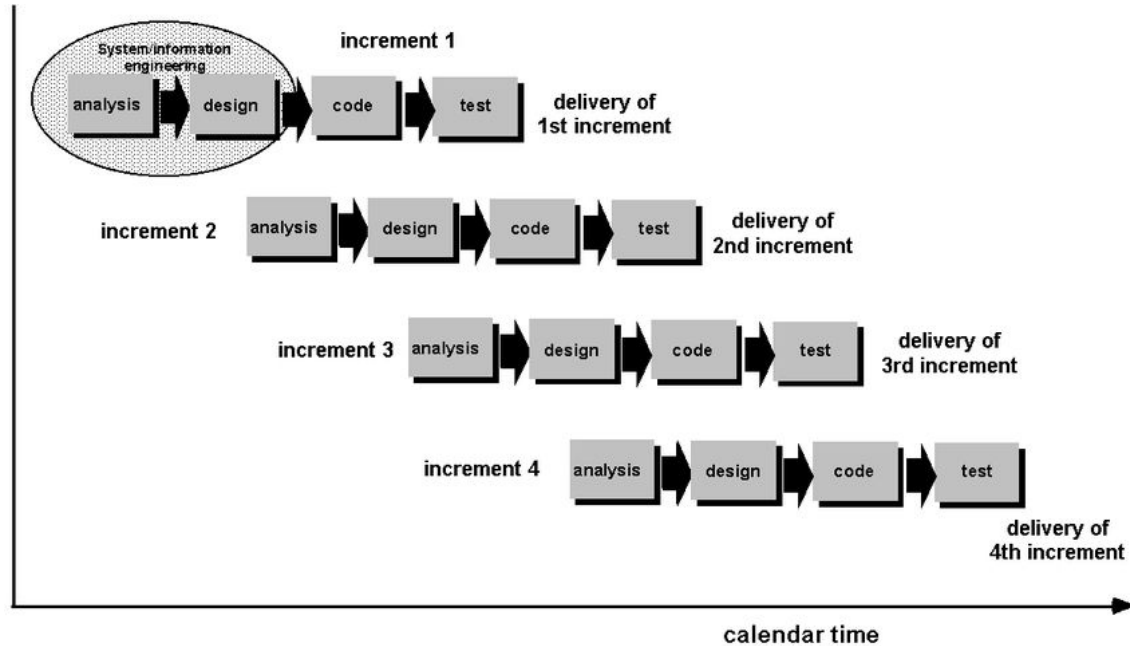 System/information
engineering
increment 1
analysis
design
code
test
delivery of
1st increment
increment 2
analysis
design
code
test
delivery of
2nd increment
increment 3
analysis
design
code
test
delivery of
3rd increment
increment 4
analysis
design
code
test
delivery of
4th increment
calendar time